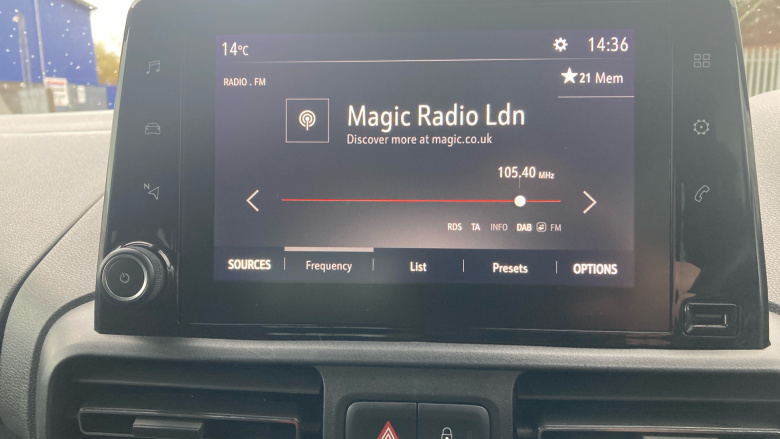 14°C
14:36
RADIO . FM
21 Mem
Magic Radio Ldn
Discover more at magic.co.uk
105.40 MHz
RDS TA INFO DAB FM
SOURCES Frequency List Presets OPTIONS
N